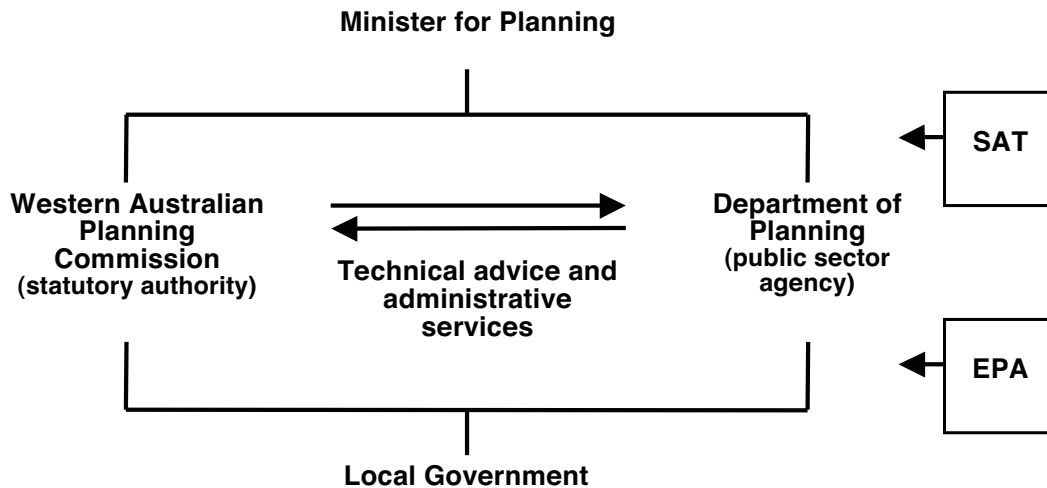 Minister for Planning
SAT
Western Australian
Planning
Commission
(statutory authority)
Technical advice and
administrative
services
Department of
Planning
(public sector
agency)
EPA
Local Government